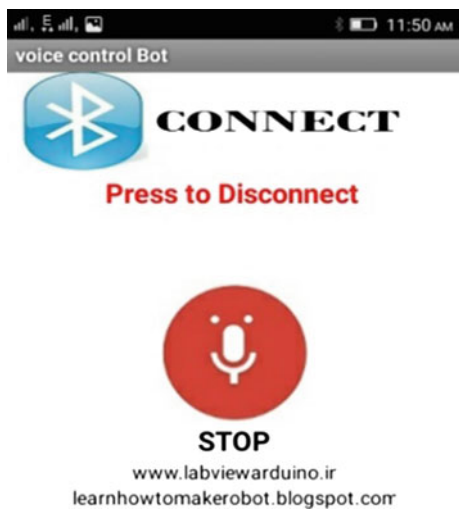 11:50 AM
voice control Bot
CONNECT
Press to Disconnect
STOP
www.labviewarduino.ir
learnhowtomakerobot.blogspot.com